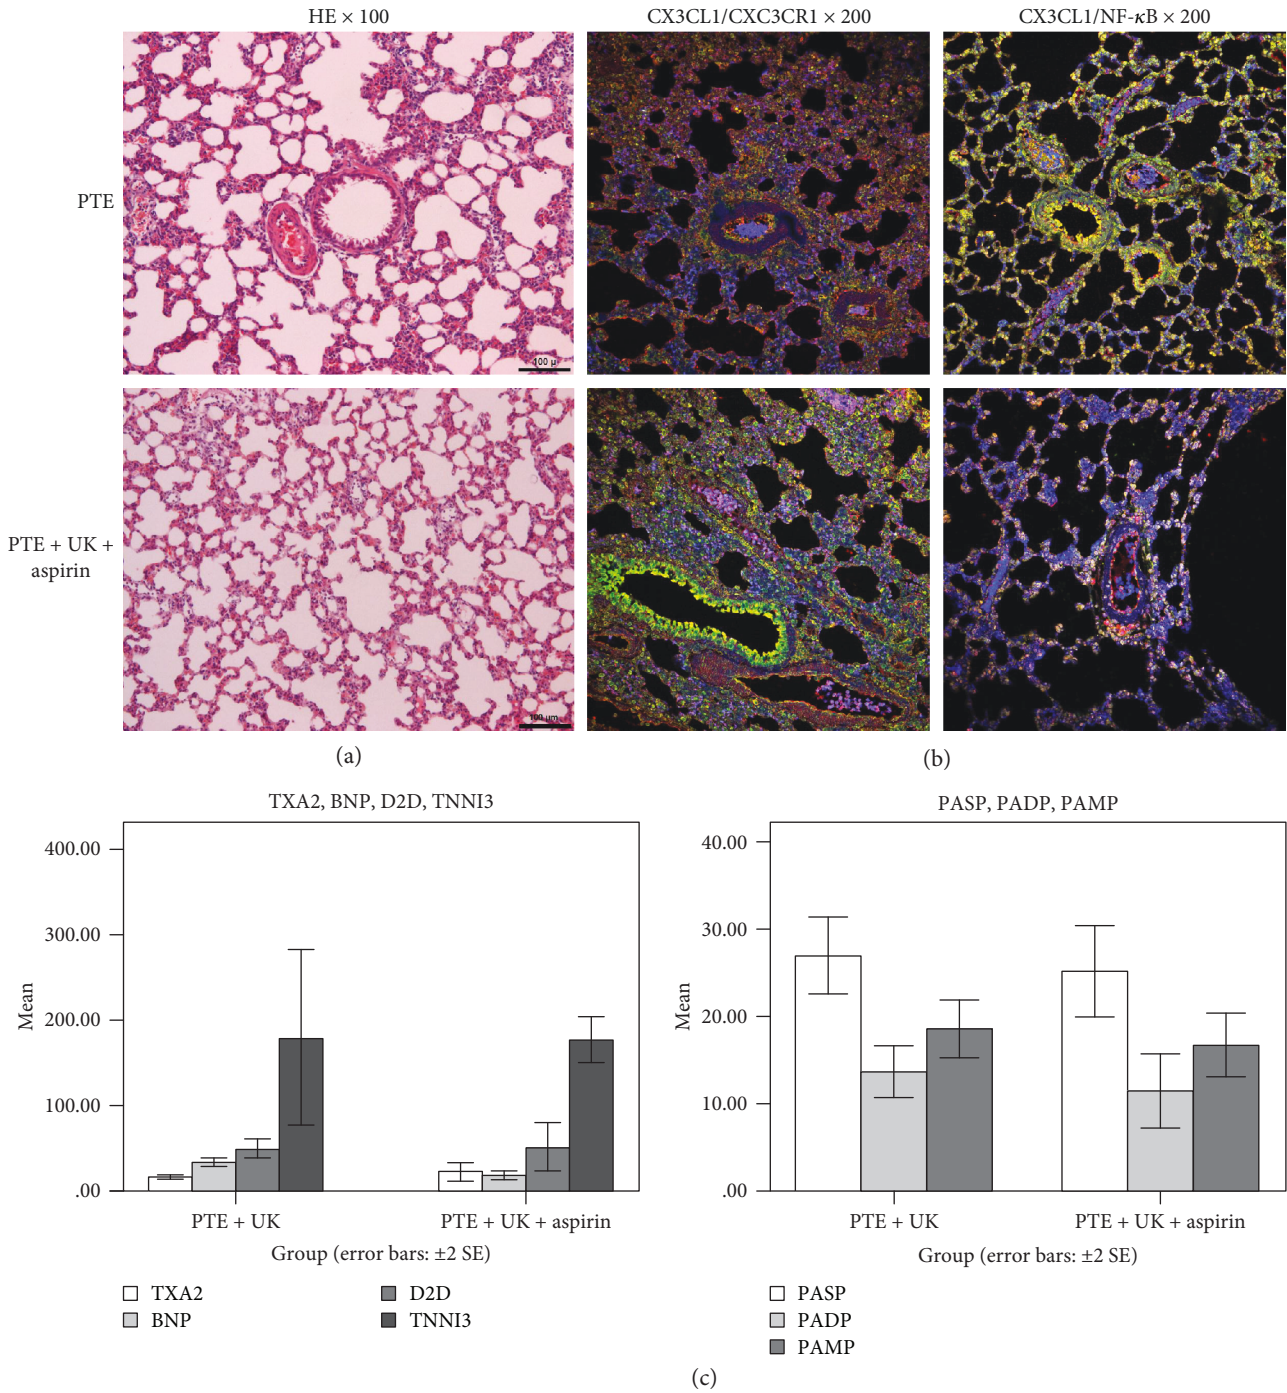 HE × 100
CX3CL1/CXC3CR1 × 200
CX3CL1/NF-κB × 200
PTE
100 μ
PTE + UK +
aspirin
100 μm
(a)
(b)
TXA2, BNP, D2D, TNNI3
400.00
300.00
200.00
100.00
.00
Mean
PTE + UK
PTE + UK + aspirin
Group (error bars: ±2 SE)
TXA2
BNP
D2D
TNNI3
PASP, PADP, PAMP
40.00
30.00
20.00
10.00
.00
Mean
PTE + UK
PTE + UK + aspirin
Group (error bars: ±2 SE)
PASP
PADP
PAMP
(c)